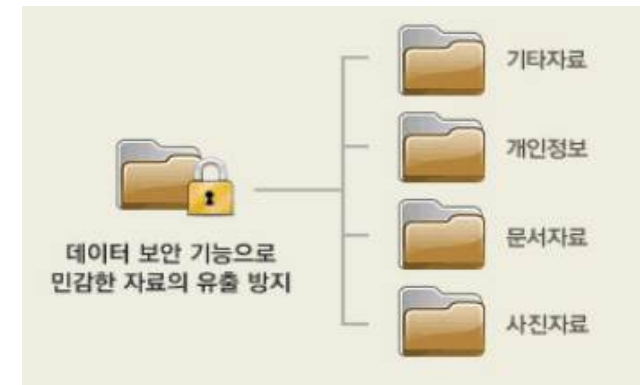 기타자료
개인정보
데이터 보안 기능으로
민감한 자료의 유출 방지
문서자료
사진자료